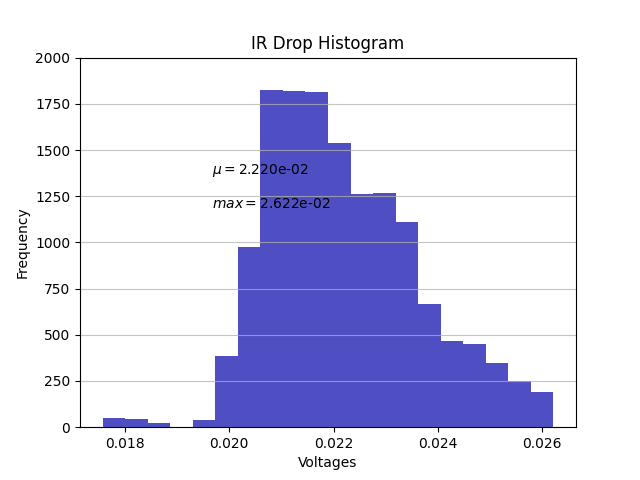 IR Drop Histogram
2000
1750
1500
1250
1000
750
500
250
0
Frequency
μ = 2.220e-02
max = 2.622e-02
0.018 0.020 0.022 0.024 0.026
Voltages